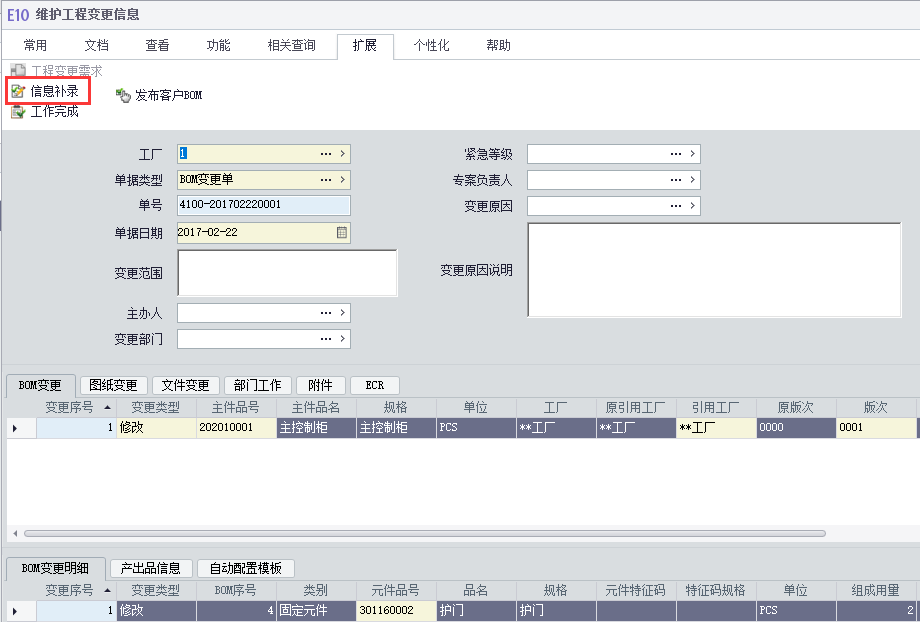 E10 维护工程变更信息
常用 文档 查看 功能 相关查询 扩展 个性化 帮助
工程变更需求
信息补录 发布客户BOM
工作完成
工厂 1 紧急等级
单据类型 BOM变更单 专案负责人
单号 4100-201702220001 变更原因
单据日期 2017-02-22
变更范围 变更原因说明
主办人
变更部门
BOM变更 图纸变更 文件变更 部门工作 附件 ECR
变更序号 变更类型 主件品号 主件品名 规格 单位 工厂 原引用工厂 引用工厂 原版次 版次
1 修改 202010001 主控制柜 主控制柜 PCS **工厂 **工厂 **工厂 0000 0001
BOM变更明细 产出品信息 自动配置模板
变更序号 变更类型 BOM序号 类别 元件品号 品名 规格 元件特征码 特征码规格 单位 组成用量
1 修改 4 固定元件 301160002 护门 护门 PCS 2